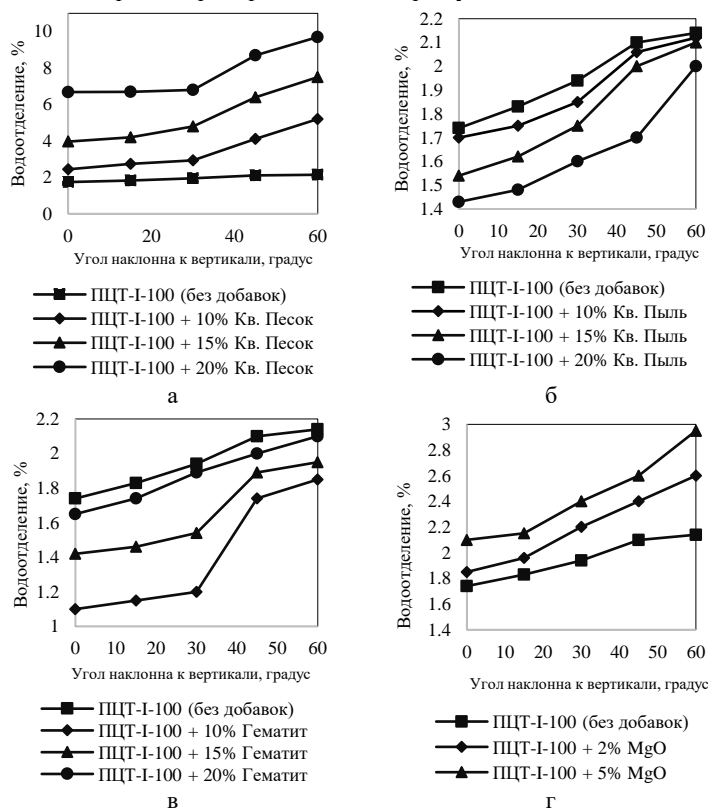 Водоотделение, %
10
8
6
4
2
0
0 10 20 30 40 50 60
Угол наклонна к вертикали, градус
ПЦТ-I-100 (без добавок)
ПЦТ-I-100 + 10% Кв. Песок
ПЦТ-I-100 + 15% Кв. Песок
ПЦТ-I-100 + 20% Кв. Песок
а
Водоотделение, %
2.2
2.1
2
1.9
1.8
1.7
1.6
1.5
1.4
0 10 20 30 40 50 60
Угол наклонна к вертикали, градус
ПЦТ-I-100 (без добавок)
ПЦТ-I-100 + 10% Кв. Пыль
ПЦТ-I-100 + 15% Кв. Пыль
ПЦТ-I-100 + 20% Кв. Пыль
б
Водоотделение, %
2.2
2
1.8
1.6
1.4
1.2
1
0 10 20 30 40 50 60
Угол наклонна к вертикали, градус
ПЦТ-I-100 (без добавок)
ПЦТ-I-100 + 10% Гематит
ПЦТ-I-100 + 15% Гематит
ПЦТ-I-100 + 20% Гематит
в
Водоотделение, %
3
2.8
2.6
2.4
2.2
2
1.8
1.6
1.4
0 10 20 30 40 50 60
Угол наклонна к вертикали, градус
ПЦТ-I-100 (без добавок)
ПЦТ-I-100 + 2% MgO
ПЦТ-I-100 + 5% MgO
г